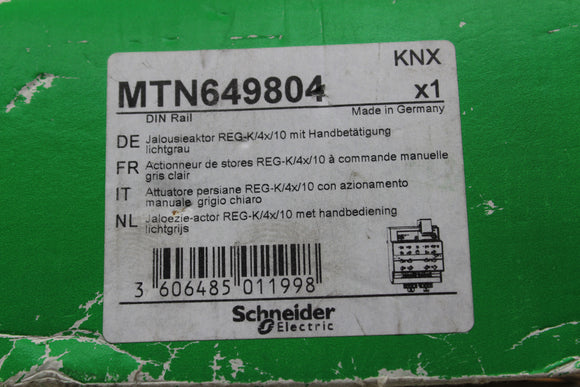 KNX
MTN649804 x1
DIN Rail Made in Germany
DE Jalousieaktor REG-K/4x/10 mit Handbetätigung
lichtgrau
FR Actionneur de stores REG-K/4x/10 à commande manuelle
gris clair
IT Attuatore persiane REG-K/4x/10 con azionamento
manuale grigio chiaro
NL Jaloezie-actor REG-K/4x/10 met handbediening
lichtgrijs
3 606485 011998
Schneider
Electric